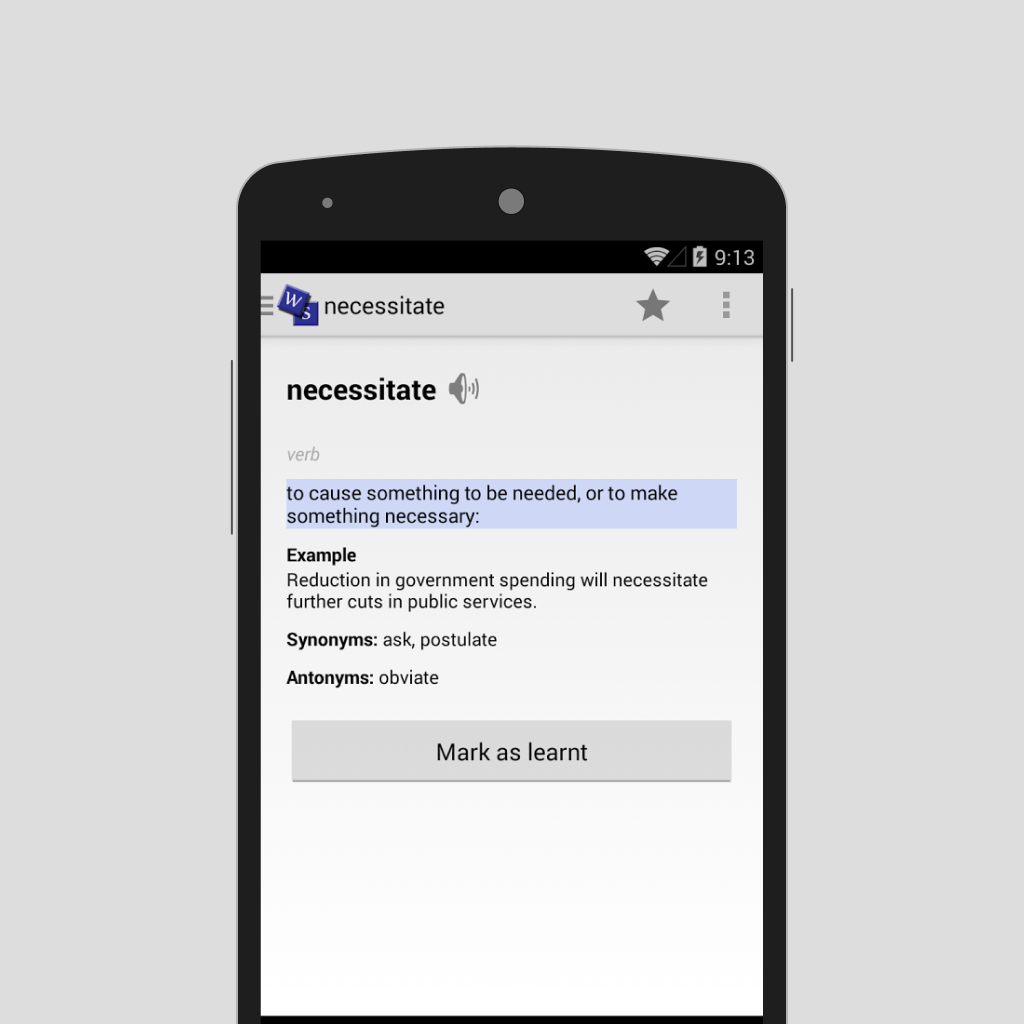 9:13
W
S
necessitate
necessitate
verb
to cause something to be needed, or to make
something necessary:
Example
Reduction in government spending will necessitate
further cuts in public services.
Synonyms: ask, postulate
Antonyms: obviate
Mark as learnt